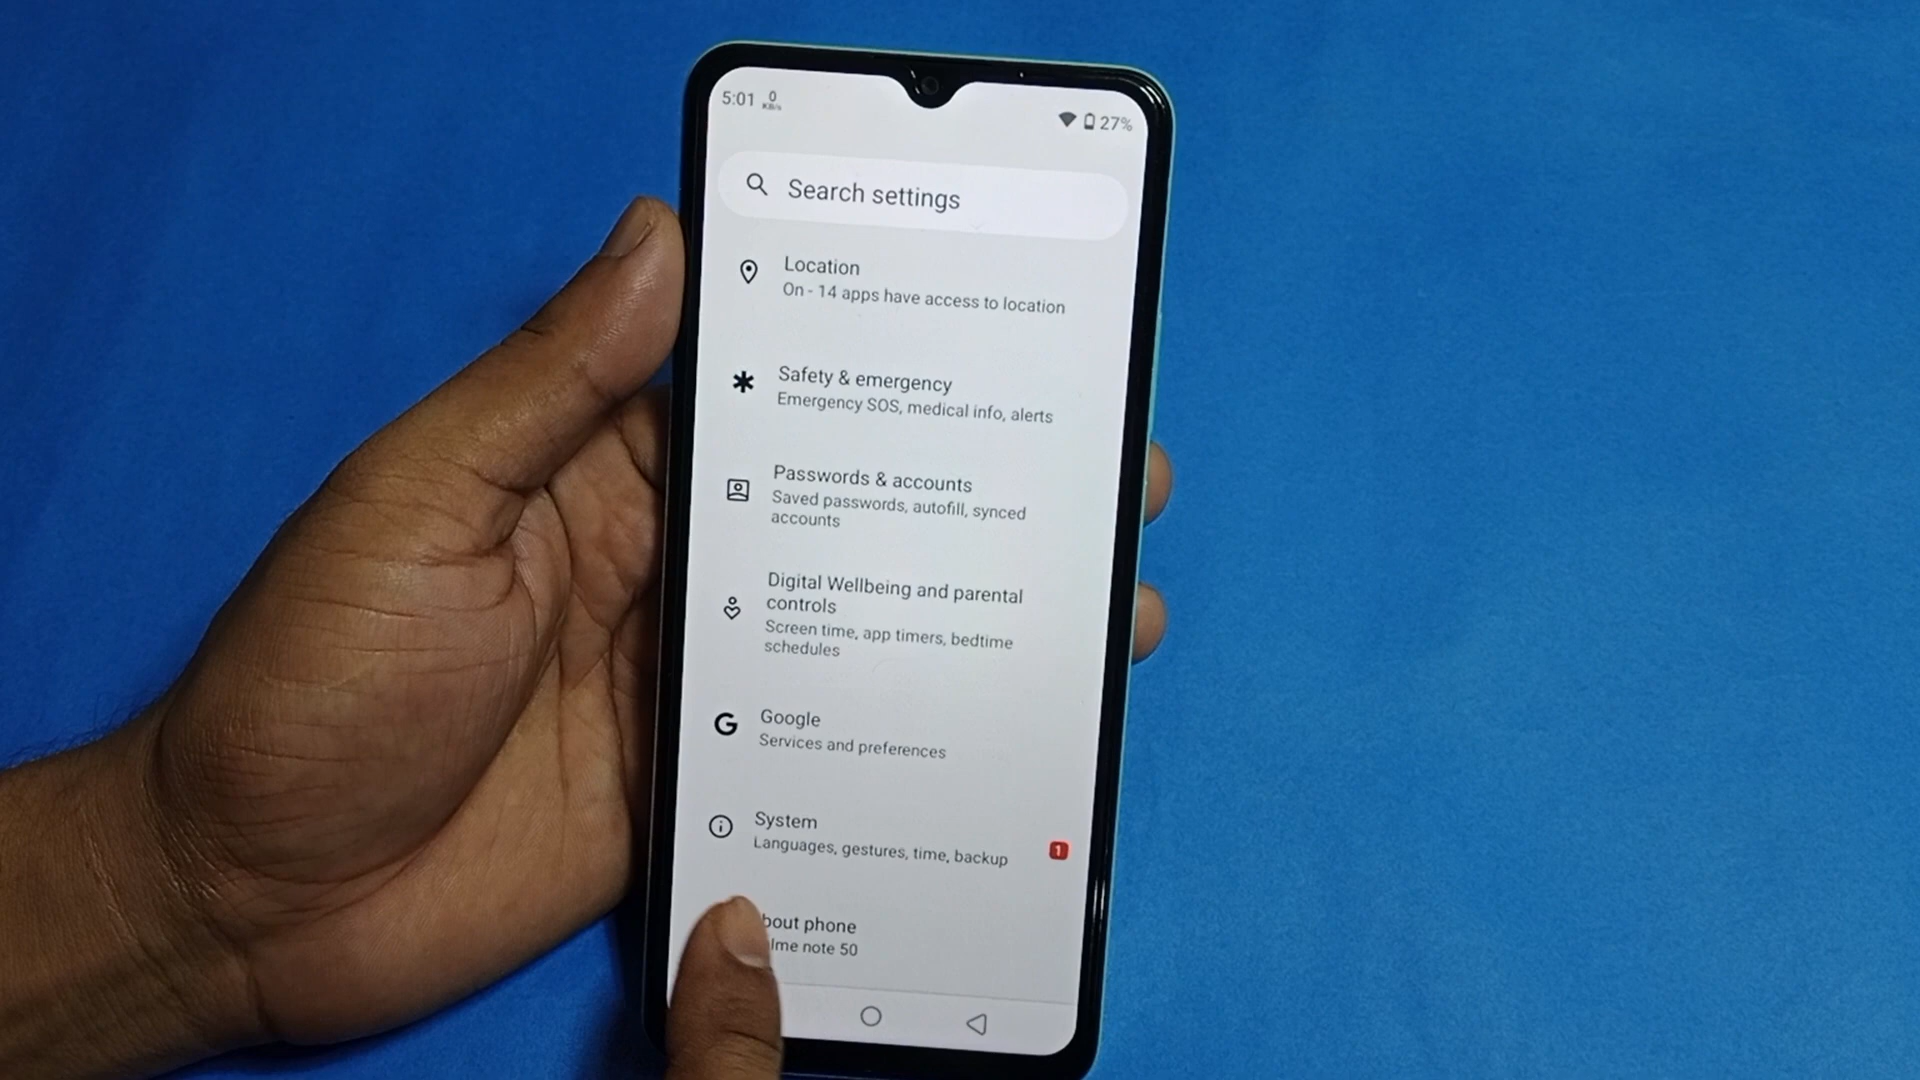 5:01 0 KB/s 27%
Search settings
Location
On - 14 apps have access to location
Safety & emergency
Emergency SOS, medical info, alerts
Passwords & accounts
Saved passwords, autofill, synced
accounts
Digital Wellbeing and parental
controls
Screen time, app timers, bedtime
schedules
G Google
Services and preferences
System
Languages, gestures, time, backup 1
bout phone
lme note 50